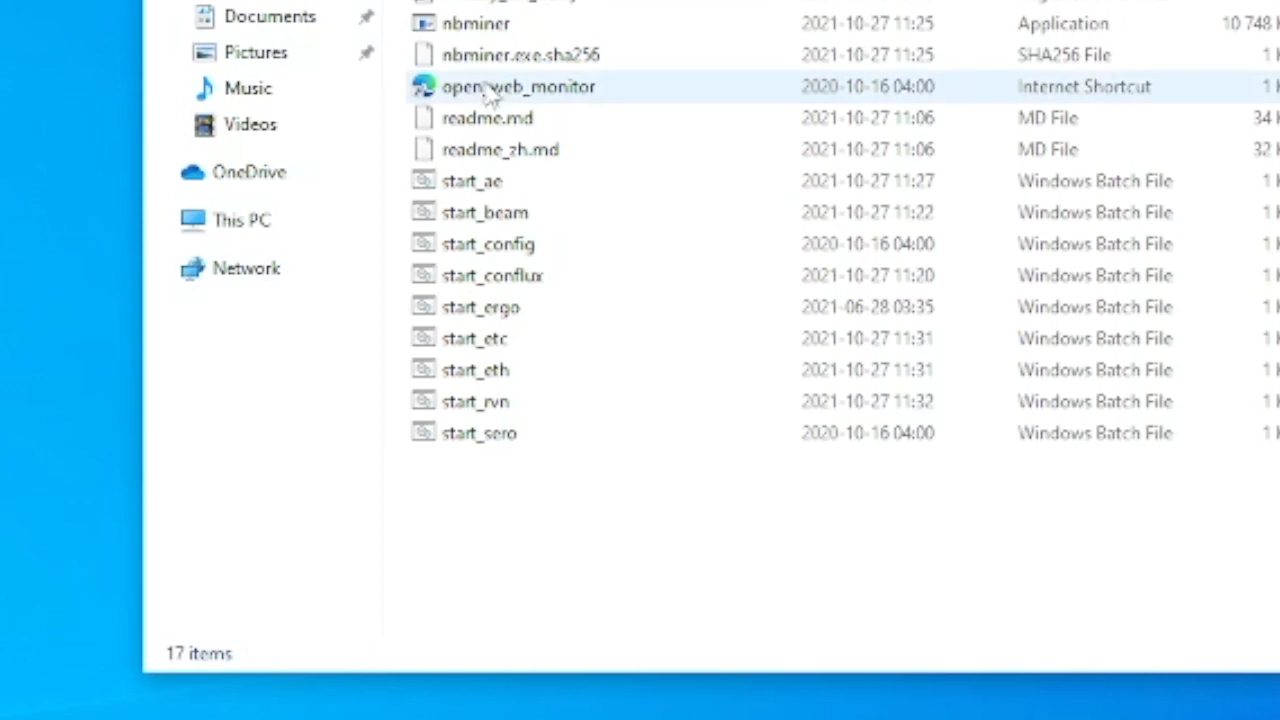 Documents
Pictures
Music
Videos
OneDrive
This PC
Network
nbminer 2021-10-27 11:25 Application 10 748 K
nbminer.exe.sha256 2021-10-27 11:25 SHA256 File 1 K
open_web_monitor 2020-10-16 04:00 Internet Shortcut 1 K
readme.md 2021-10-27 11:06 MD File 34 K
readme_zh.md 2021-10-27 11:06 MD File 32 K
start_ae 2021-10-27 11:27 Windows Batch File 1 K
start_beam 2021-10-27 11:22 Windows Batch File 1 K
start_config 2020-10-16 04:00 Windows Batch File 1 K
start_conflux 2021-10-27 11:20 Windows Batch File 1 K
start_ergo 2021-06-28 03:35 Windows Batch File 1 K
start_etc 2021-10-27 11:31 Windows Batch File 1 K
start_eth 2021-10-27 11:31 Windows Batch File 1 K
start_rvn 2021-10-27 11:32 Windows Batch File 1 K
start_sero 2020-10-16 04:00 Windows Batch File 1 K
17 items